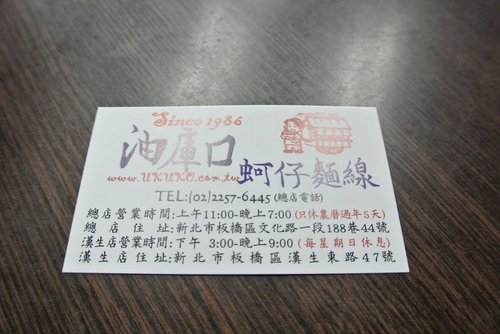 Since 1986
油庫口
www.UKUKO.com.tw
蚵仔麵線
TEL:(02)2257-6445 (總店電話)
總店營業時間:上午11:00-晚上7:00 (只休農曆過年5天)
總店住址:新北市板橋區文化路一段188巷44號
漢生店營業時間:下午 3:00-晚上9:00 (每星期日休息)
漢生店住址:新北市板橋區漢生東路47號